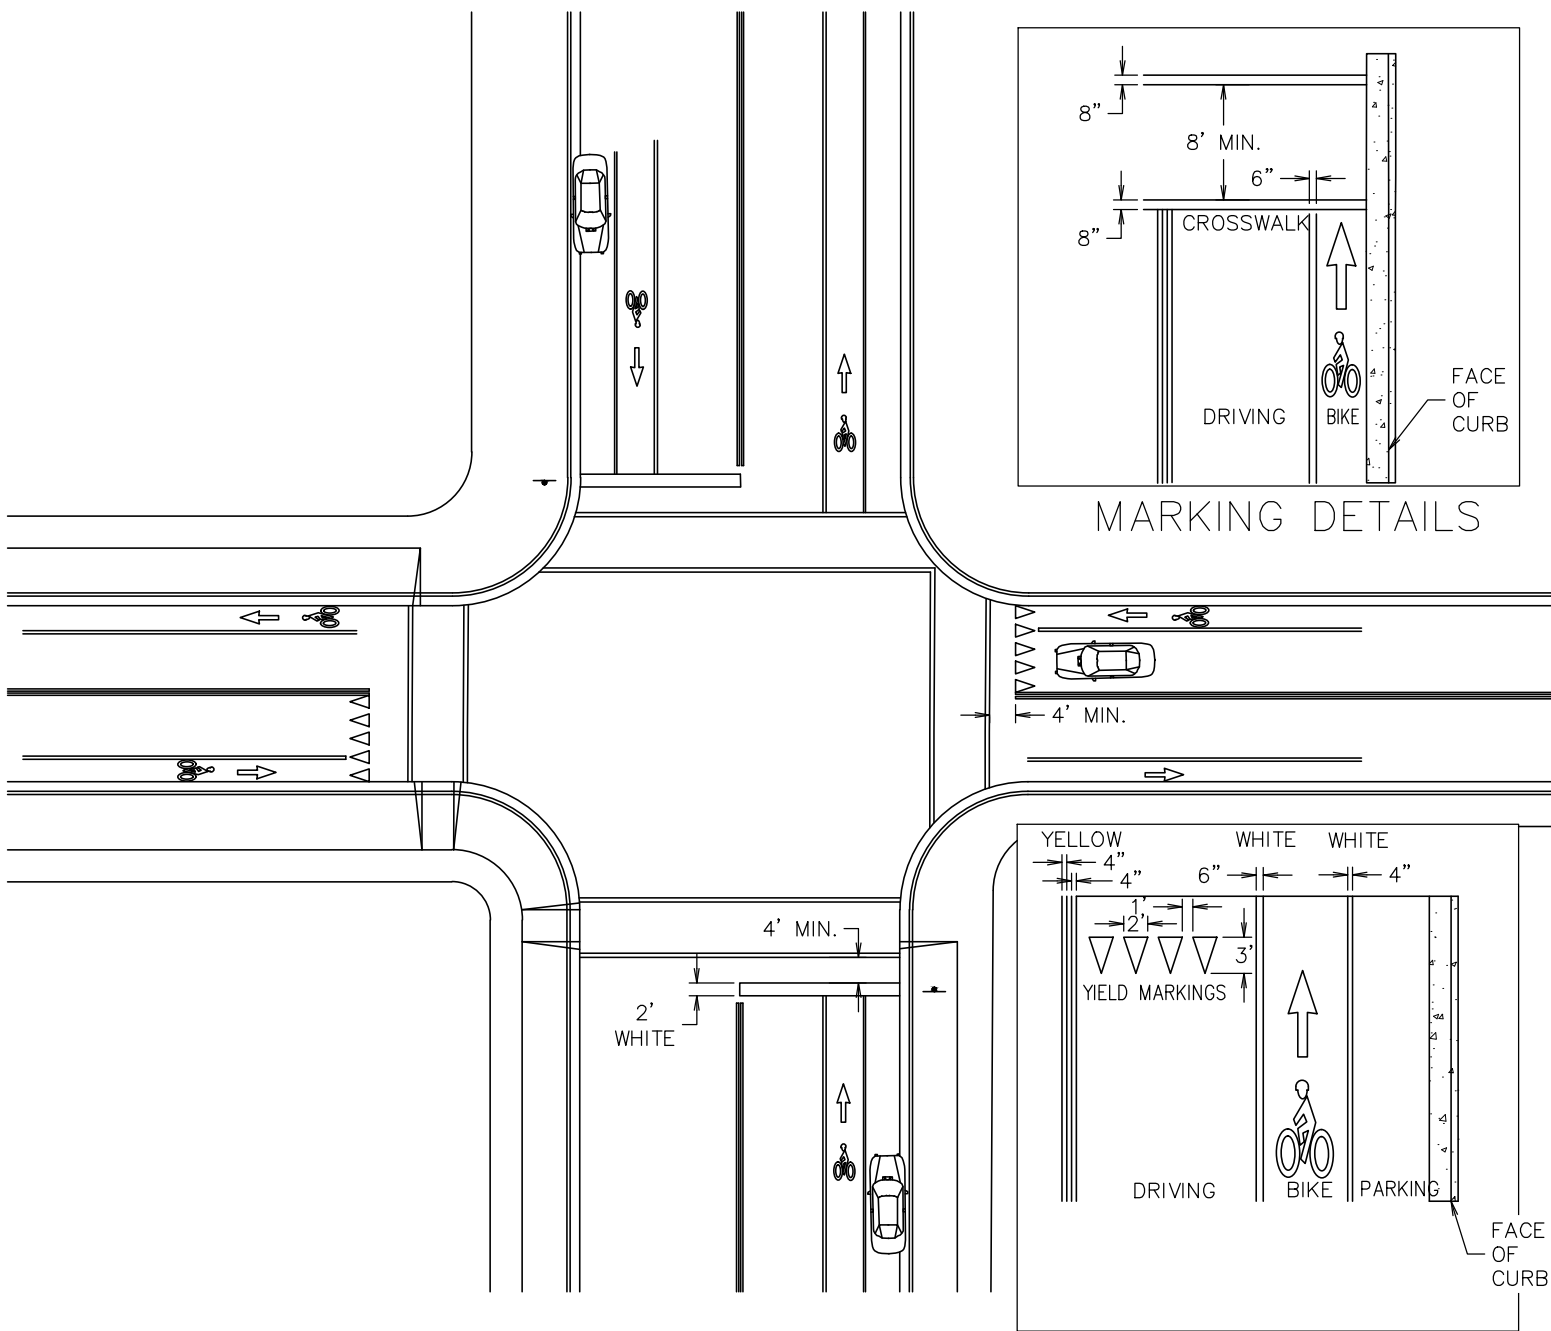 8”
8’ MIN.
6”
8”
CROSSWALK
FACE
OF
CURB
DRIVING
BIKE
MARKING DETAILS
4’ MIN.
YELLOW
WHITE
WHITE
4”
4”
6”
4”
1’
2’
3’
YIELD MARKINGS
4’ MIN.
2’
WHITE
DRIVING
BIKE
PARKING
FACE
OF
CURB